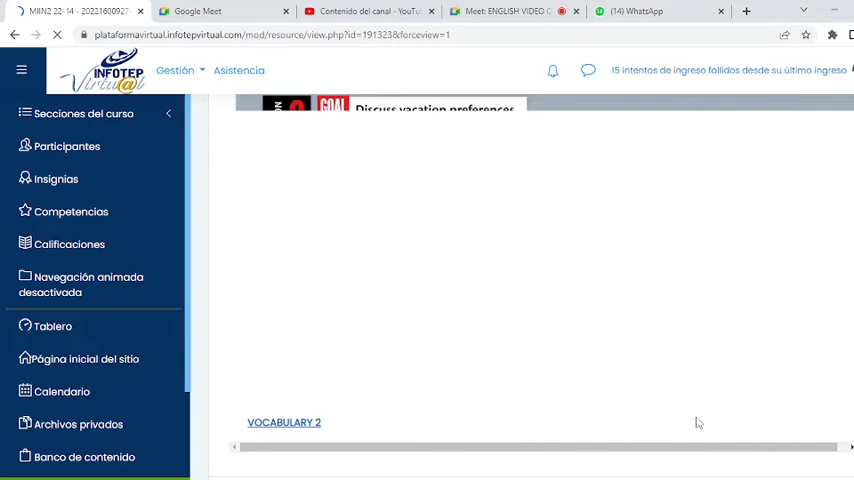 MIIN2 22-14 - 2022160092T
Google Meet
Contenido del canal - YouTu
Meet: ENGLISH VIDEO C
(14) WhatsApp
plataformavirtual.infotepvirtual.com/mod/resource/view.php?id=191323&forceview=1
INFOTEP
Virtu@l
Gestión
Asistencia
15 intentos de ingreso fallidos desde su último ingreso
Secciones del curso
Participantes
Insignias
Competencias
Calificaciones
Navegación animada
desactivada
Tablero
Página inicial del sitio
Calendario
Archivos privados
Banco de contenido
GOAL
Discuss vacation preferences
VOCABULARY 2